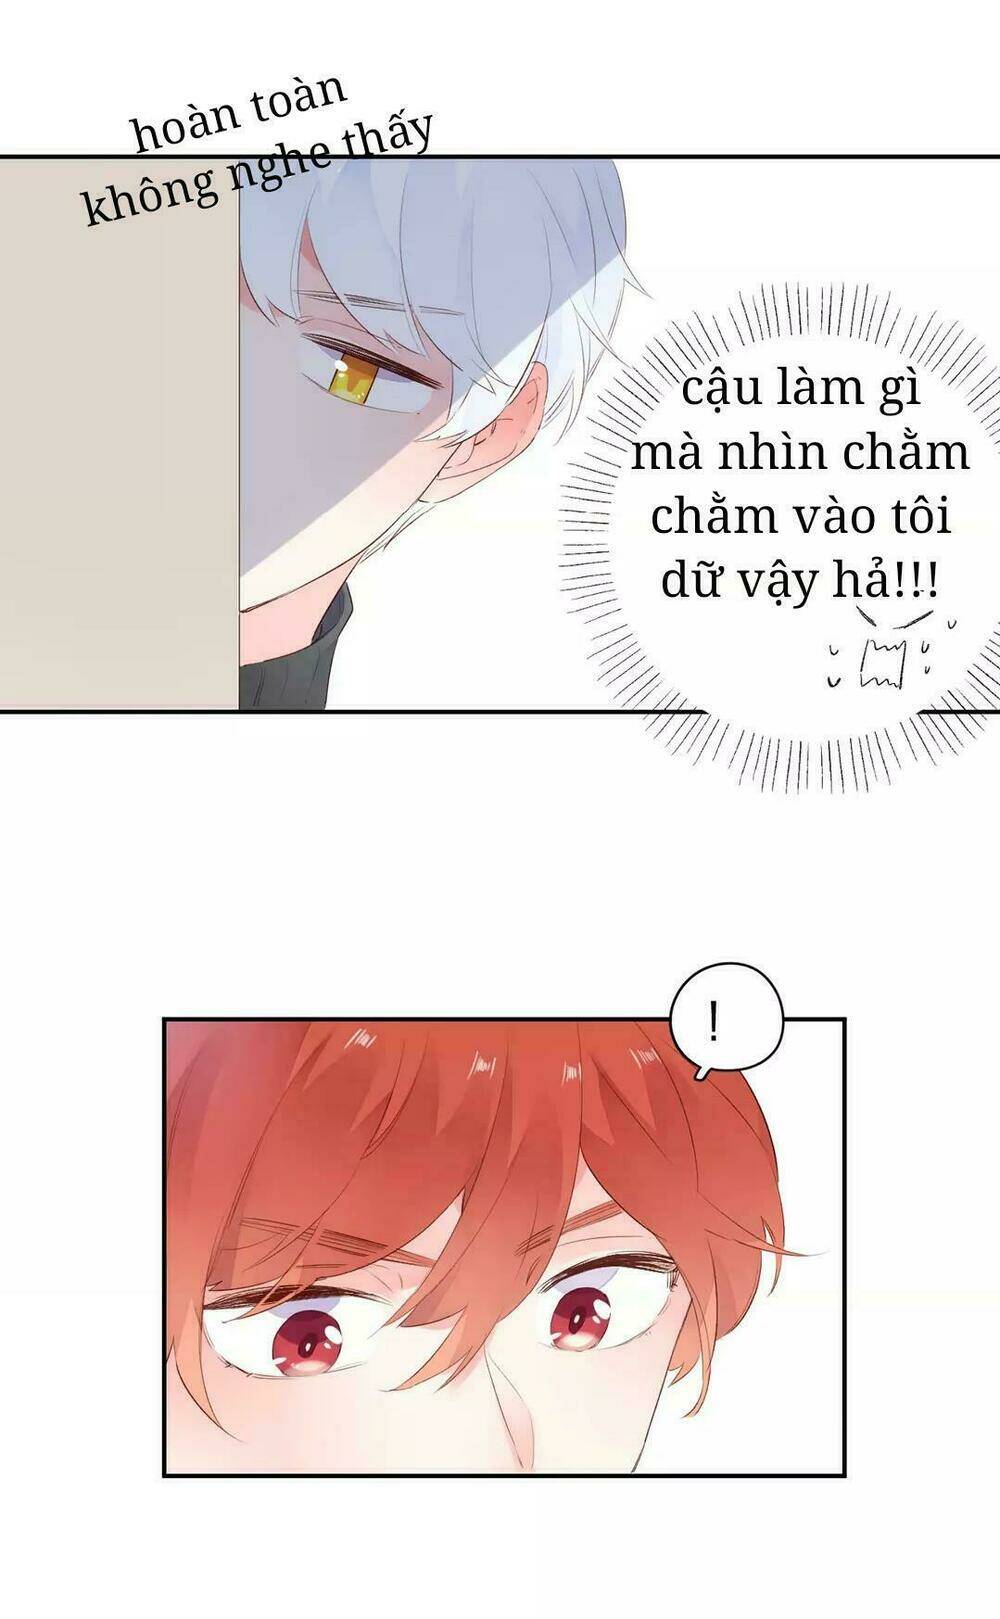 hoàn toàn
không nghe thấy
cậu làm gì
mà nhìn chằm
chằm vào tôi
dữ vậy hả!!!
!